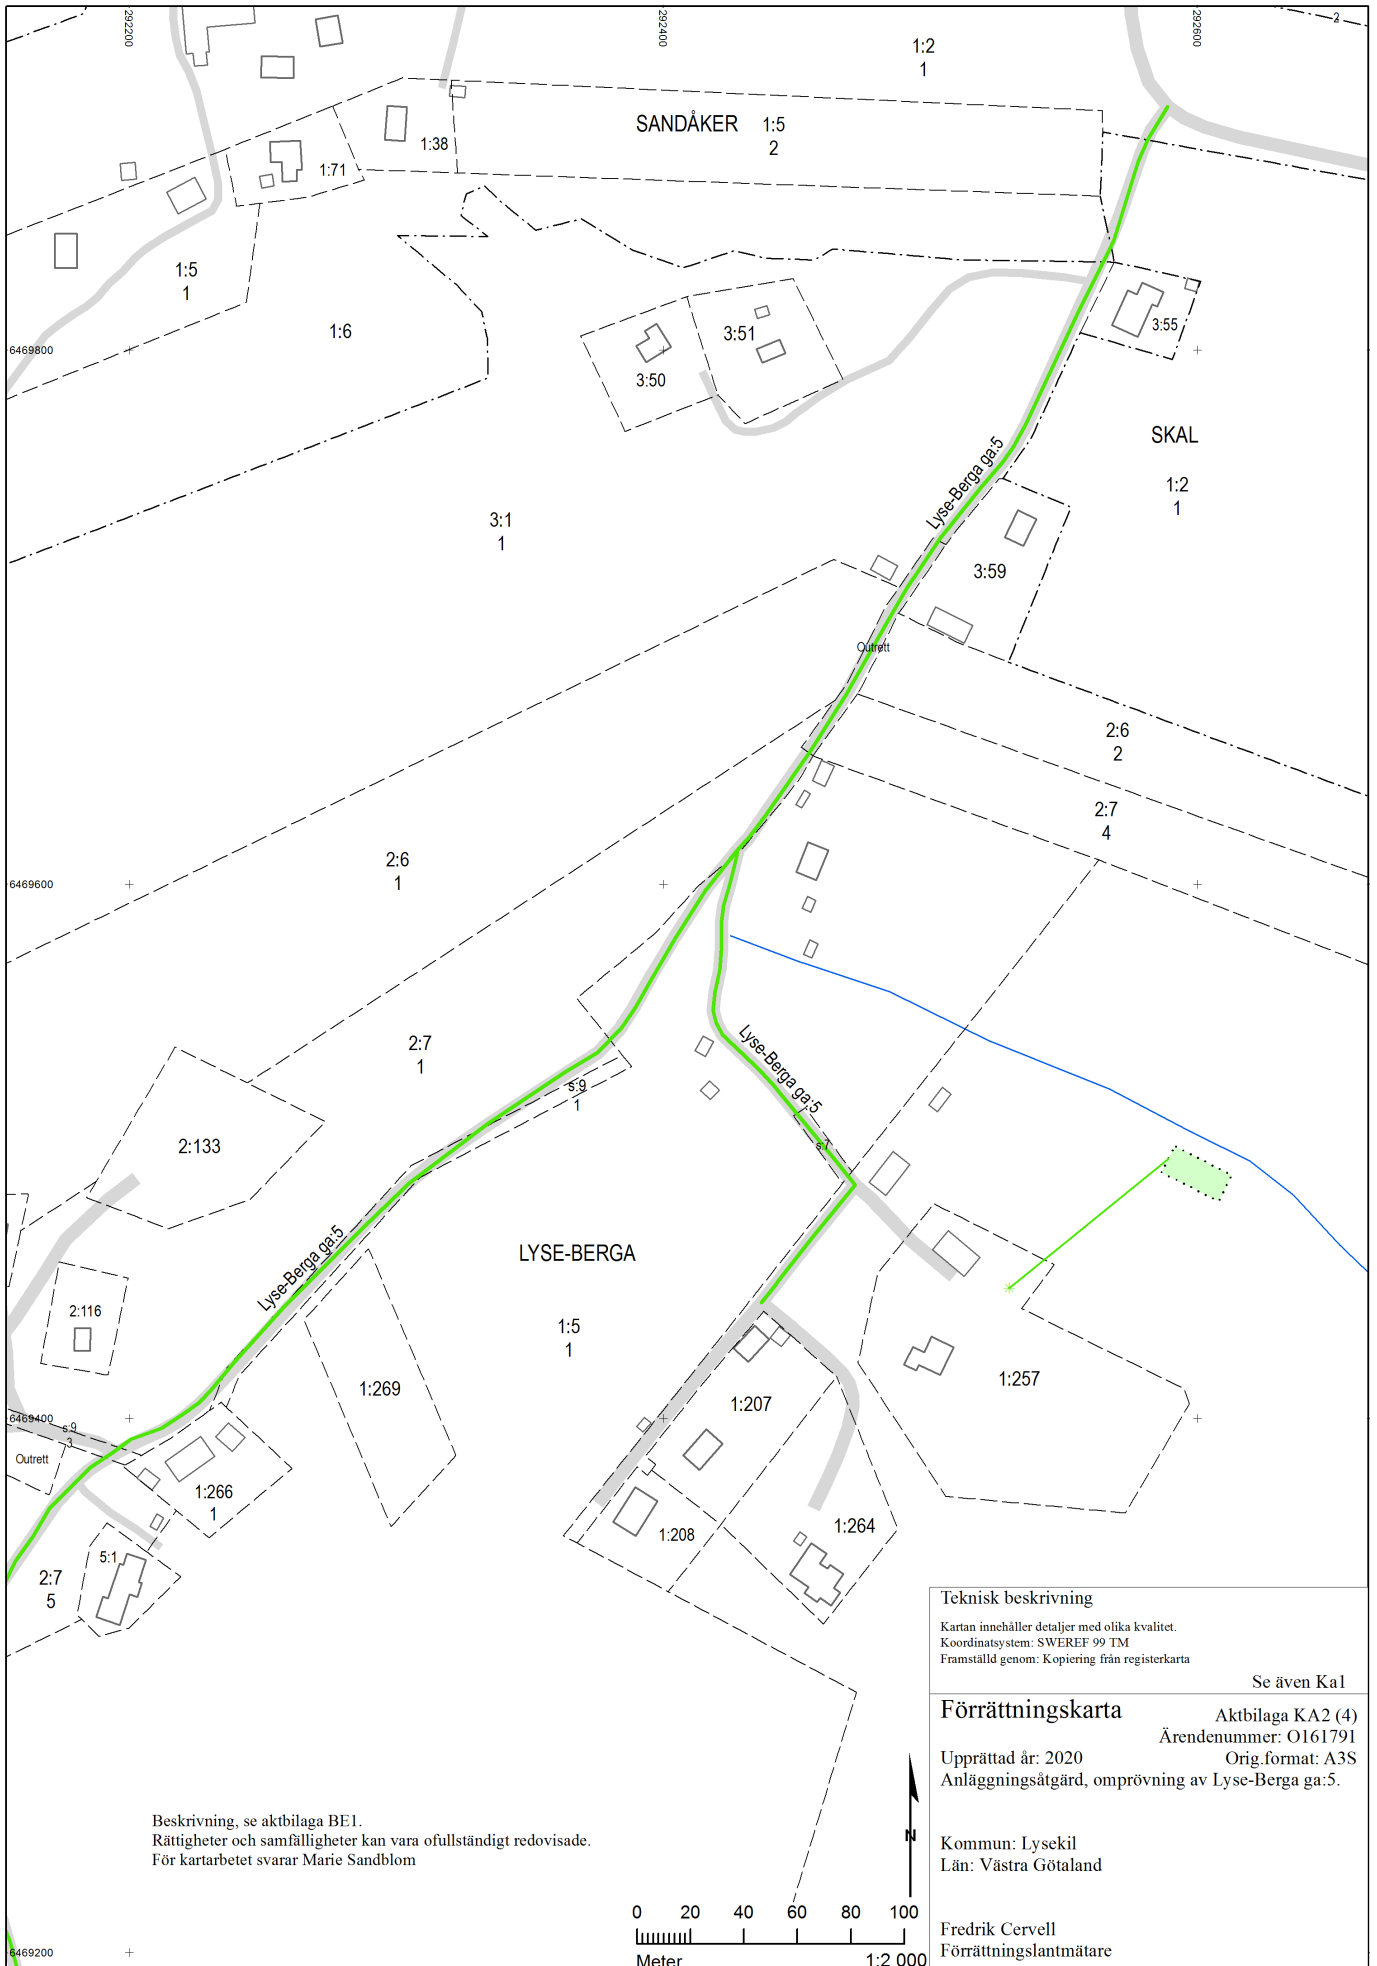 292200
292400
292600
2
1:2
1
SANDÅKER
1:5
2
1:38
1:71
1:5
1
1:6
3:51
3:50
3:55
6469800
SKAL
1:2
1
Lyse-Berga ga:5
3:1
1
3:59
Outrett
2:6
2
2:7
4
2:6
1
6469600
2:7
1
Lyse-Berga ga:5
s:9
1
s:7
2:133
Lyse-Berga ga:5
LYSE-BERGA
2:116
1:5
1
1:257
1:269
1:207
6469400
s:9
3
Outrett
1:266
1
1:264
1:208
5:1
2:7
5
Teknisk beskrivning
Kartan innehåller detaljer med olika kvalitet.
Koordinatsystem: SWEREF 99 TM
Framställd genom: Kopiering från registerkarta
Se även Ka1
Förrättningskarta
Aktbilaga KA2 (4)
Ärendenummer: O161791
Upprättad år: 2020
Orig.format: A3S
Anläggningsåtgärd, omprövning av Lyse-Berga ga:5.
Kommun: Lysekil
Län: Västra Götaland
Fredrik Cervell
Förrättningslantmätare
Beskrivning, se aktbilaga BE1.
Rättigheter och samfälligheter kan vara ofullständigt redovisade.
För kartarbetet svarar Marie Sandblom
N
0 20 40 60 80 100
Meter 1:2 000
6469200